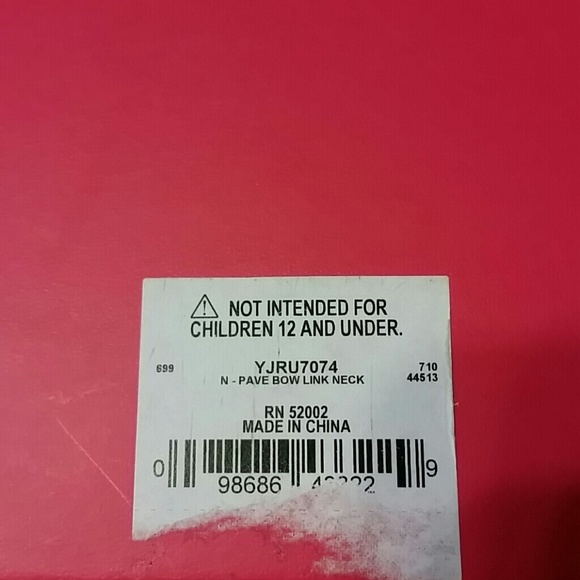 NOT INTENDED FOR
CHILDREN 12 AND UNDER.
699 YJRU7074 710
N - PAVE BOW LINK NECK 44513
RN 52002
MADE IN CHINA
0 98686 9